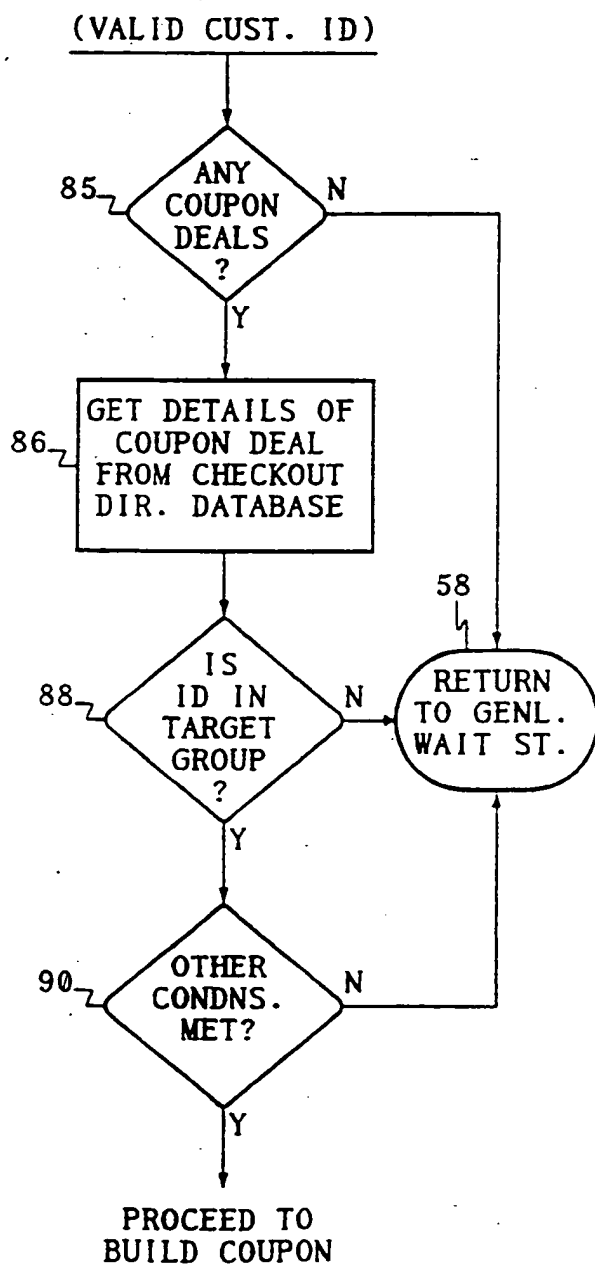 (VALID CUST. ID)
85
ANY
COUPON
DEALS
?
N
Y
86
GET DETAILS OF
COUPON DEAL
FROM CHECKOUT
DIR. DATABASE
58
RETURN
TO GENL.
WAIT ST.
88
IS
ID IN
TARGET
GROUP
?
N
Y
90
OTHER
CONDNS.
MET?
N
Y
PROCEED TO
BUILD COUPON